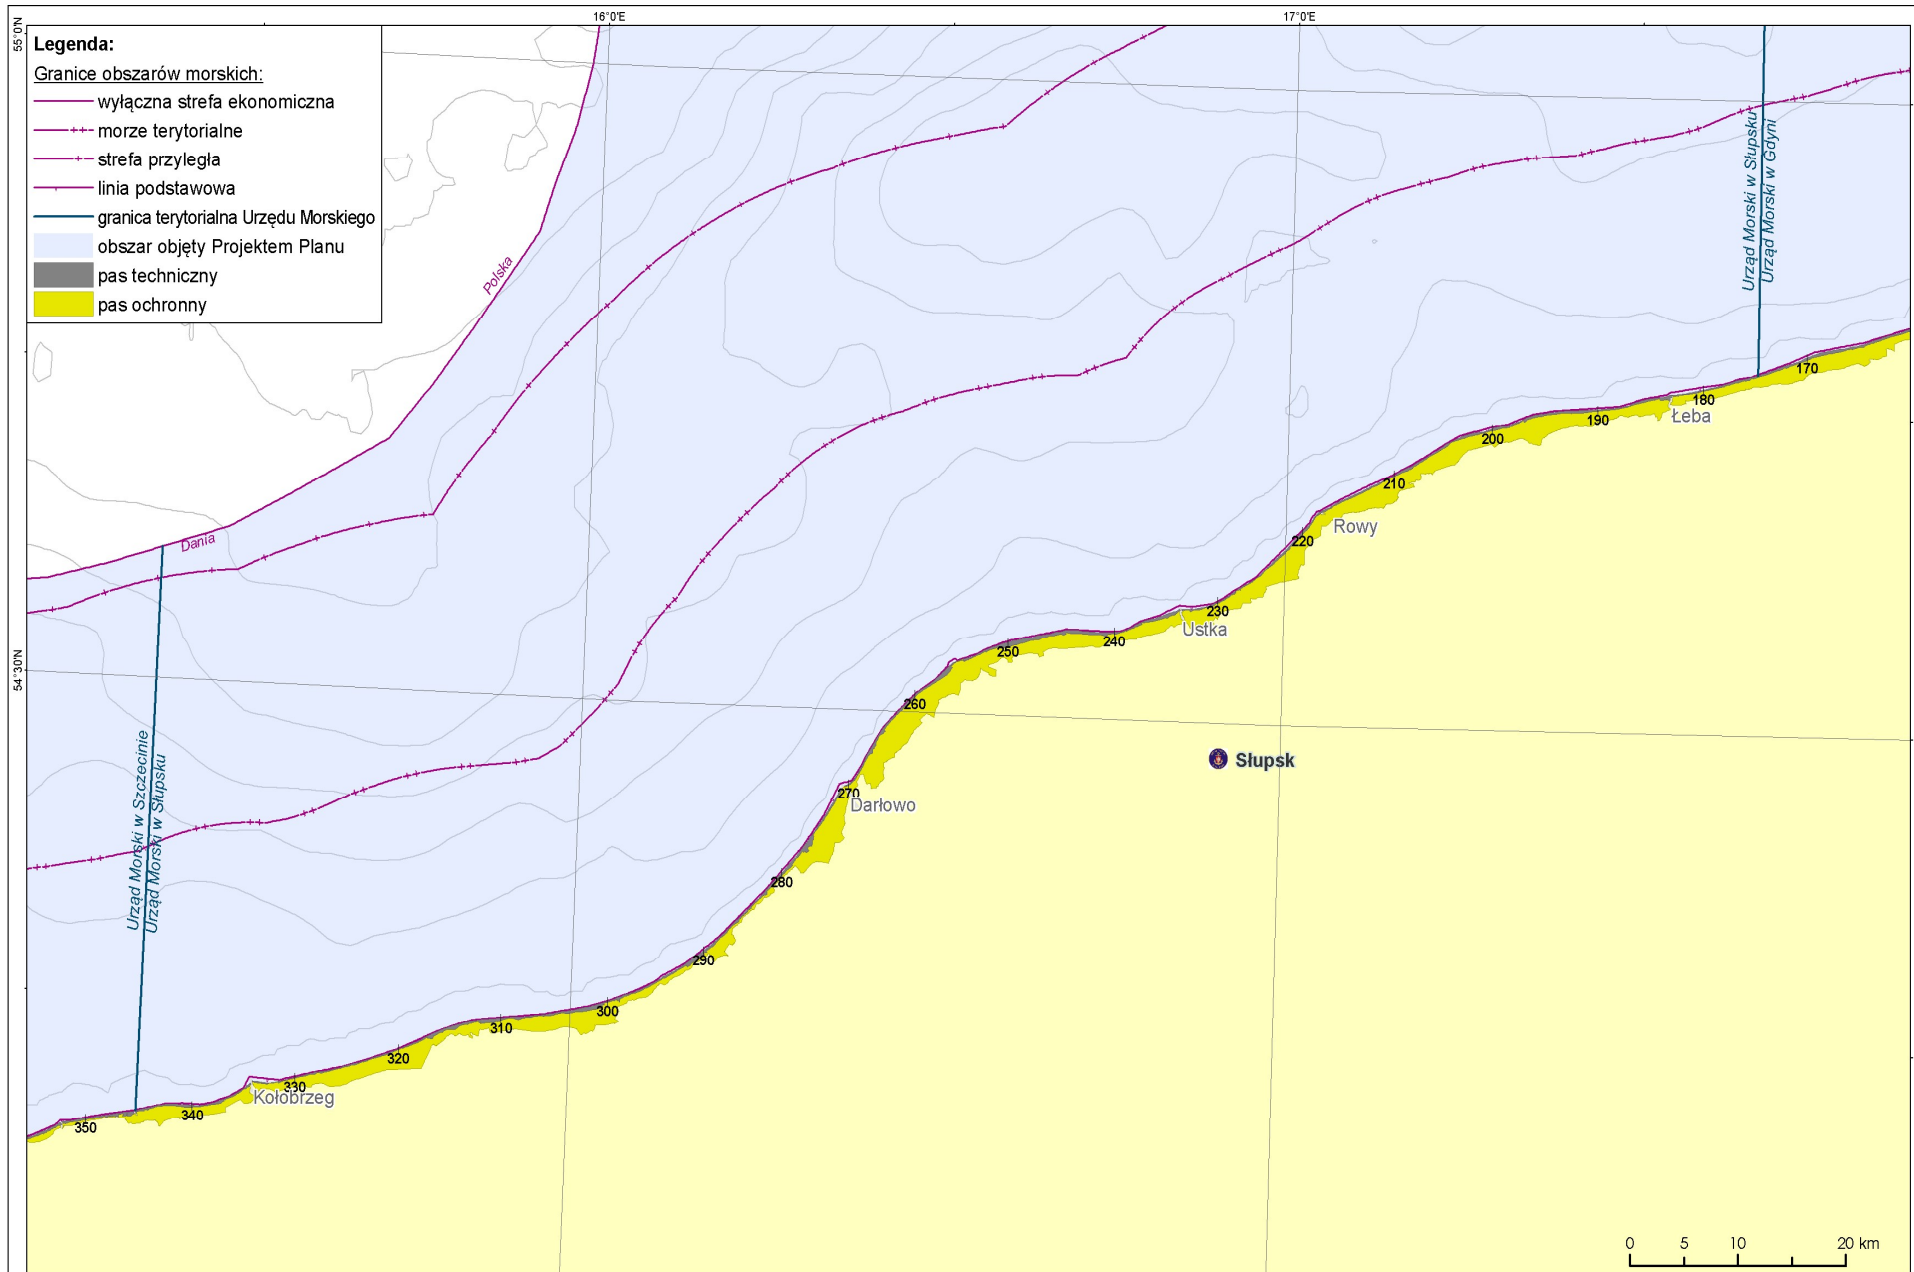 16°0'E
17°0'E
55°0'N
54°30'N
Legenda:
Granice obszarów morskich:
wyłączna strefa ekonomiczna
morze terytorialne
strefa przyległa
linia podstawowa
granica terytorialna Urzędu Morskiego
obszar objęty Projektem Planu
pas techniczny
pas ochronny
Polska
Dania
Urząd Morski w Słupsku
Urząd Morski w Gdyni
Urząd Morski w Szczecinie
Urząd Morski w Słupsku
170
180
Łeba
190
200
210
Rowy
220
230
Ustka
240
250
260
Słupsk
270
Darłowo
280
290
300
310
320
330
Kołobrzeg
340
350
0 5 10 20 km